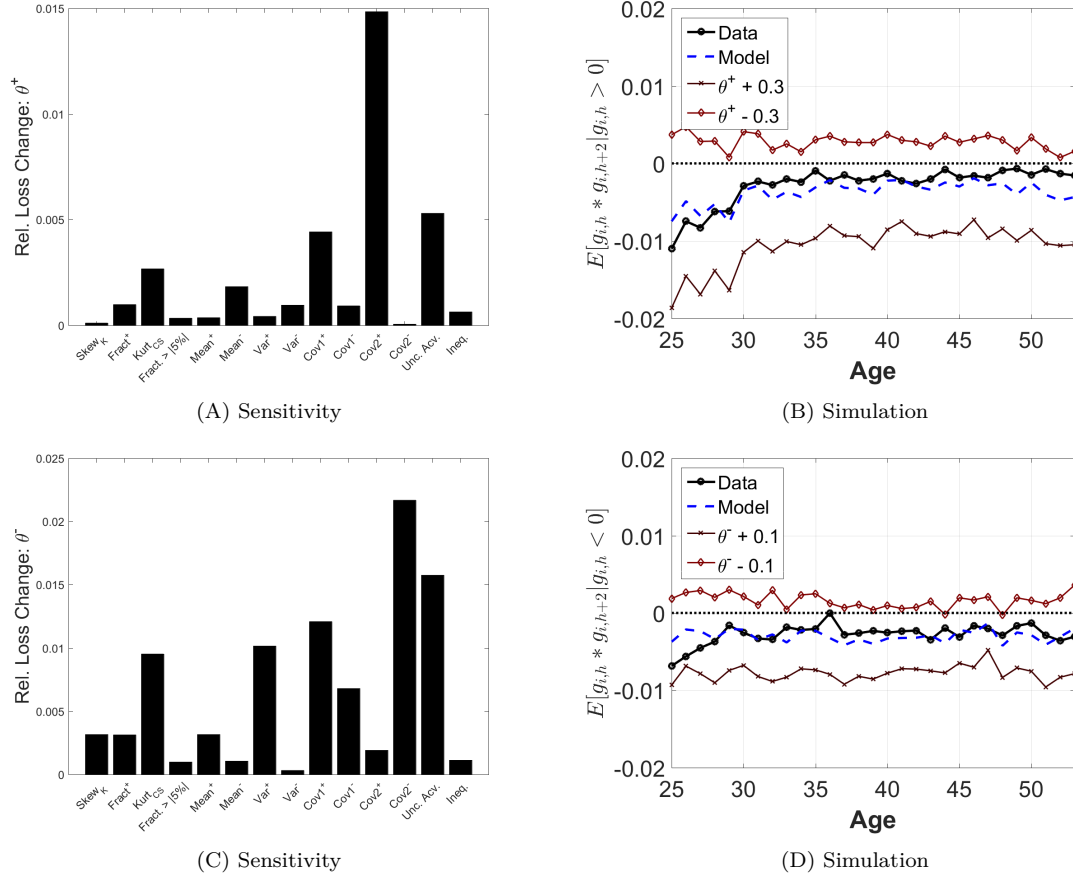 Rel. Loss Change: θ⁺
0.015
0.01
0.005
0
Skew_K
Fract⁺
Kurt_CS
Fract. > |5%|
Mean⁺
Mean⁻
Var⁺
Var⁻
Cov1⁺
Cov1⁻
Cov2⁺
Cov2⁻
Unc. Acv.
Ineq.
(A) Sensitivity
E[g_{i,h} * g_{i,h+2}|g_{i,h} > 0]
0.02
0.01
0
-0.01
-0.02
Data
Model
θ⁺ + 0.3
θ⁺ - 0.3
25 30 35 40 45 50
Age
(B) Simulation
Rel. Loss Change: θ⁻
0.025
0.02
0.015
0.01
0.005
0
Skew_K
Fract⁺
Kurt_CS
Fract. > |5%|
Mean⁺
Mean⁻
Var⁺
Var⁻
Cov1⁺
Cov1⁻
Cov2⁺
Cov2⁻
Unc. Acv.
Ineq.
(C) Sensitivity
E[g_{i,h} * g_{i,h+2}|g_{i,h} < 0]
0.02
0.01
0
-0.01
-0.02
Data
Model
θ⁻ + 0.1
θ⁻ - 0.1
25 30 35 40 45 50
Age
(D) Simulation